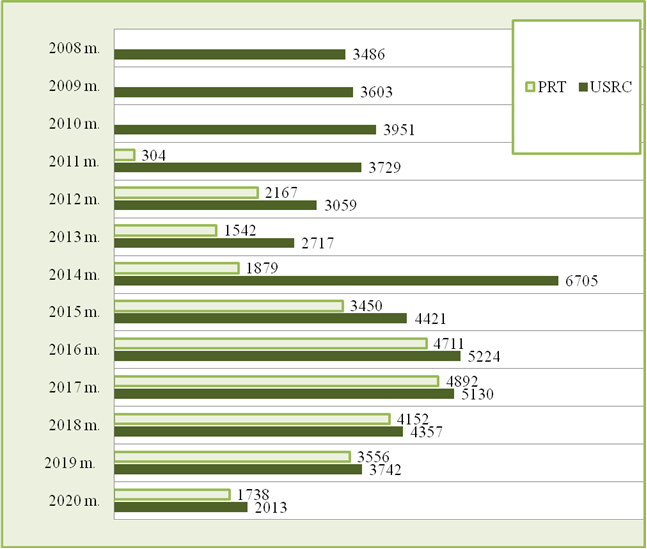 2008 m.
3486
PRT USRC
2009 m.
3603
2010 m.
3951
2011 m.
304
3729
2012 m.
2167
3059
2013 m.
1542
2717
2014 m.
1879
6705
2015 m.
3450
4421
2016 m.
4711
5224
2017 m.
4892
5130
2018 m.
4152
4357
2019 m.
3556
3742
2020 m.
1738
2013